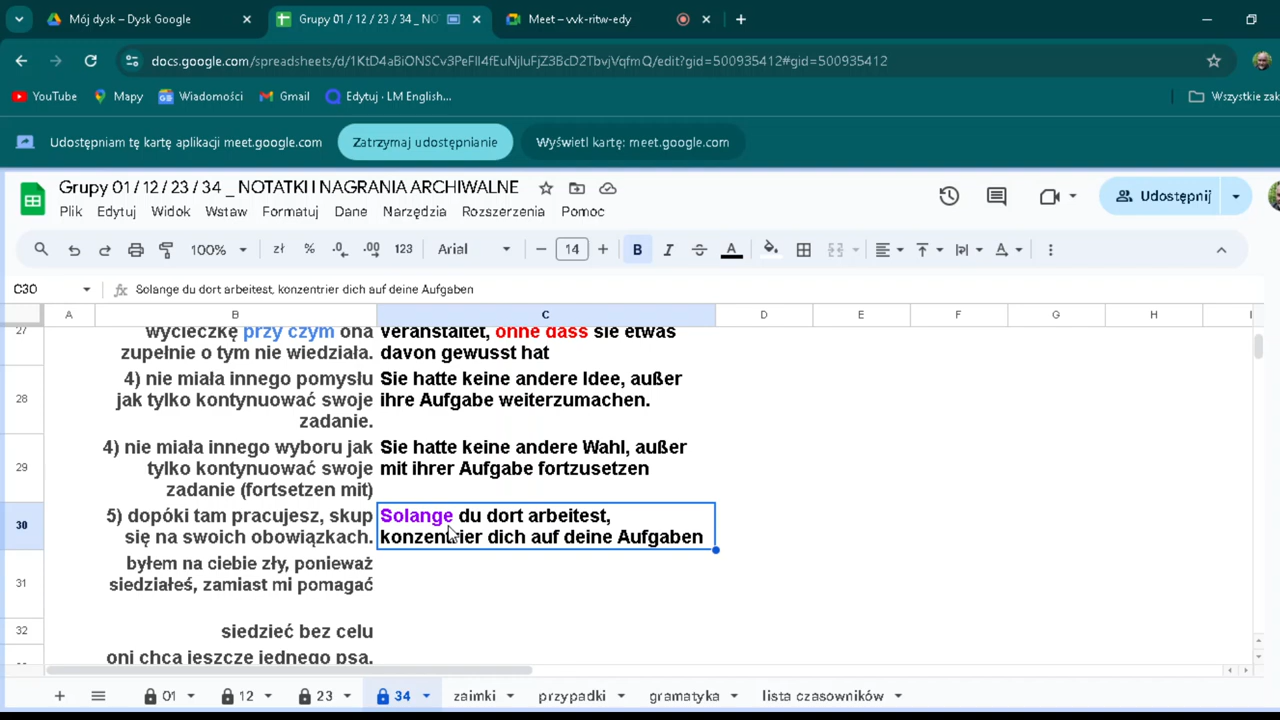 Mój dysk – Dysk Google
Grupy 01 / 12 / 23 / 34 _ NO
Meet – vvk-ritw-edy
docs.google.com/spreadsheets/d/1KtD4aBiONSCv3PeFlI4fEuNjluFjZ3BcD2TbvjVqfmQ/edit?gid=500935412#gid=500935412
YouTube
Mapy
Wiadomości
Gmail
Edytuj · LM English...
Wszystkie zak
Udostępniam tę kartę aplikacji meet.google.com
Zatrzymaj udostępnianie
Wyświetl kartę: meet.google.com
Grupy 01 / 12 / 23 / 34 _ NOTATKI I NAGRANIA ARCHIWALNE
Udostępnij
Plik Edytuj Widok Wstaw Formatuj Dane Narzędzia Rozszerzenia Pomoc
100% zł % .0 .00 123 Arial 14 B I S A
C30 fx Solange du dort arbeitest, konzentrier dich auf deine Aufgaben
A B C D E F G H I
27
wycieczkę przy czym ona
zupełnie o tym nie wiedziała.
veranstaltet, ohne dass sie etwas
davon gewusst hat
28
4) nie miała innego pomysłu
jak tylko kontynuować swoje
zadanie.
Sie hatte keine andere Idee, außer
ihre Aufgabe weiterzumachen.
29
4) nie miała innego wyboru jak
tylko kontynuować swoje
zadanie (fortsetzen mit)
Sie hatte keine andere Wahl, außer
mit ihrer Aufgabe fortzusetzen
30
5) dopóki tam pracujesz, skup
się na swoich obowiązkach.
Solange du dort arbeitest,
konzentrier dich auf deine Aufgaben
31
byłem na ciebie zły, ponieważ
siedziałeś, zamiast mi pomagać
32
siedzieć bez celu
oni chcą jeszcze jednego psa.
01 12 23 34 zaimki przypadki gramatyka lista czasowników